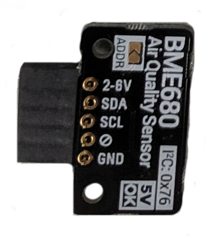 ADDR
BME680
Air Quality Sensor
2-6V
SDA
SCL
GND
I²C:0x76
5V
OK